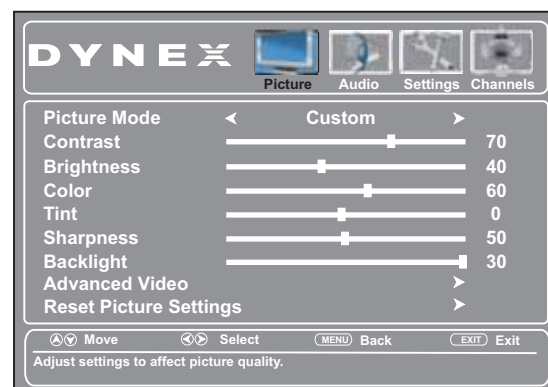 DYNEX
Picture Audio Settings Channels
Picture Mode Custom
Contrast 70
Brightness 40
Color 60
Tint 0
Sharpness 50
Backlight 30
Advanced Video
Reset Picture Settings
Move Select MENU Back EXIT Exit
Adjust settings to affect picture quality.